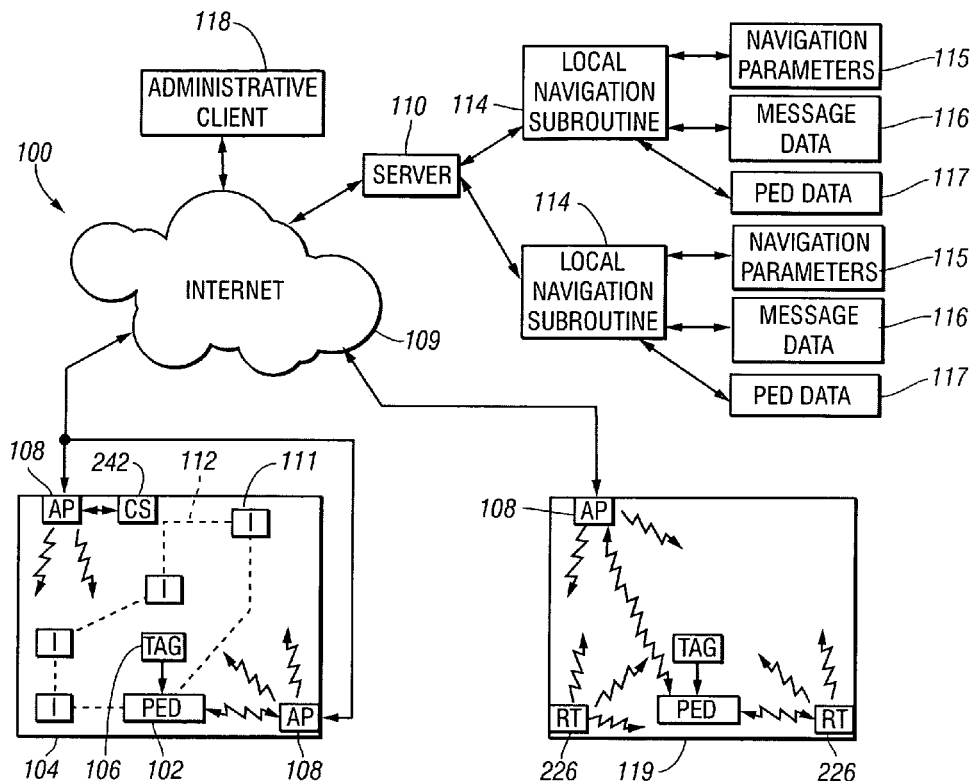 118
ADMINISTRATIVE
CLIENT
100
INTERNET
109
110
SERVER
114
LOCAL
NAVIGATION
SUBROUTINE
NAVIGATION
PARAMETERS
115
MESSAGE
DATA
116
PED DATA
117
114
LOCAL
NAVIGATION
SUBROUTINE
NAVIGATION
PARAMETERS
115
MESSAGE
DATA
116
PED DATA
117
108
242
112
111
AP
CS
I
I
I
I
TAG
PED
AP
104
106
102
108
108
AP
TAG
RT
PED
RT
226
119
226